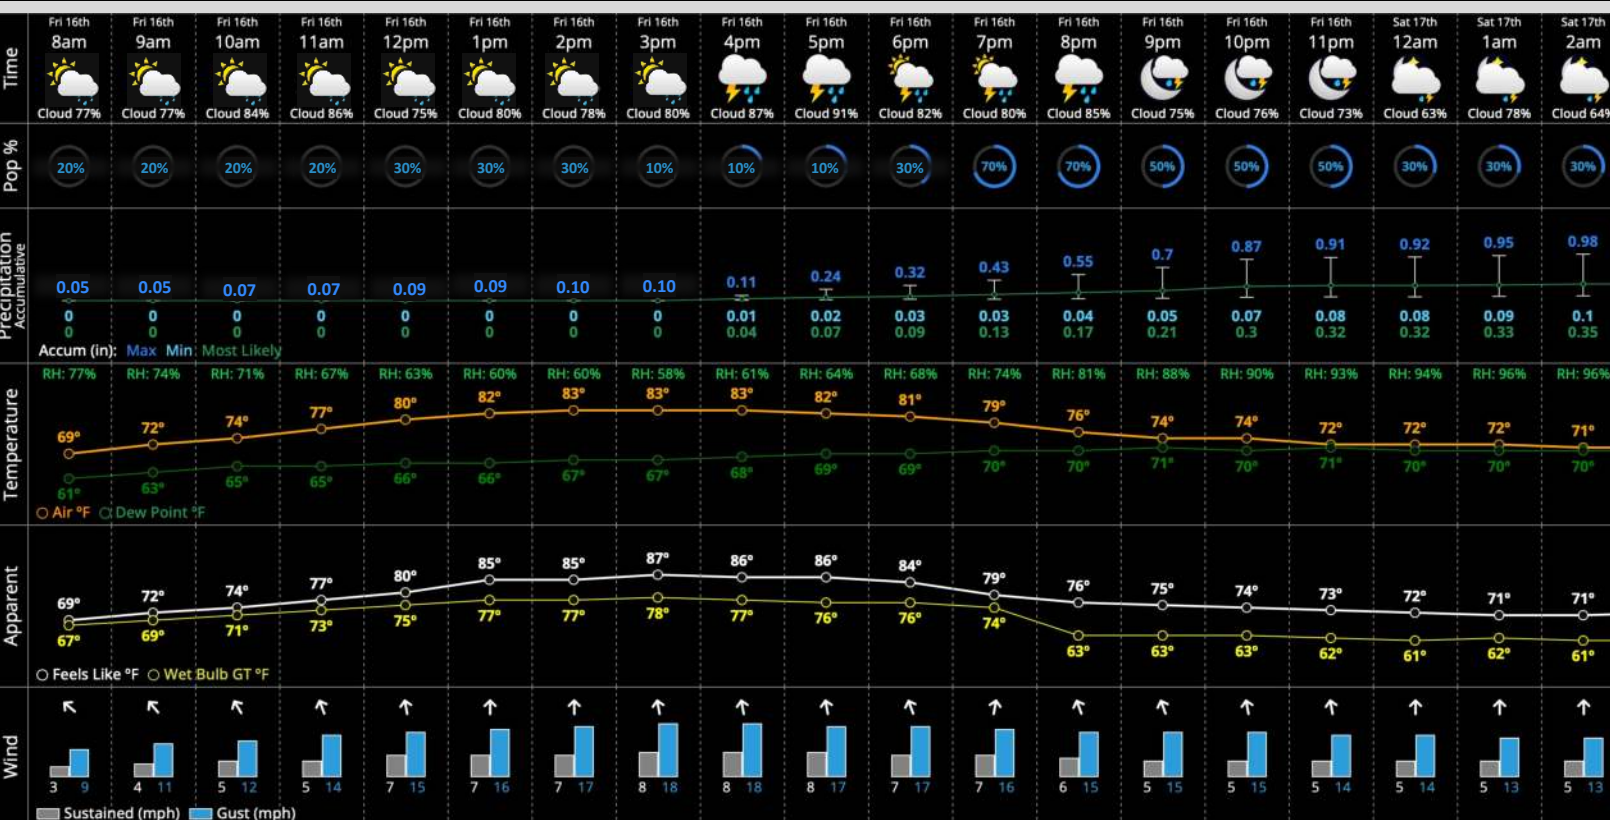 Time
Fri 16th Fri 16th Fri 16th Fri 16th Fri 16th Fri 16th Fri 16th Fri 16th Fri 16th Fri 16th Fri 16th Fri 16th Fri 16th Fri 16th Fri 16th Fri 16th Sat 17th Sat 17th Sat 17th
8am 9am 10am 11am 12pm 1pm 2pm 3pm 4pm 5pm 6pm 7pm 8pm 9pm 10pm 11pm 12am 1am 2am
Cloud 77% Cloud 77% Cloud 84% Cloud 86% Cloud 75% Cloud 80% Cloud 78% Cloud 80% Cloud 87% Cloud 91% Cloud 82% Cloud 80% Cloud 85% Cloud 75% Cloud 76% Cloud 73% Cloud 63% Cloud 78% Cloud 64%
Pop %
20% 20% 20% 20% 30% 30% 30% 10% 10% 10% 30% 70% 70% 50% 50% 50% 30% 30% 30%
Precipitation
Accumulative
0.05 0.05 0.07 0.07 0.09 0.09 0.10 0.10 0.11 0.24 0.32 0.43 0.55 0.7 0.87 0.91 0.92 0.95 0.98
0 0 0 0 0 0 0 0 0.01 0.02 0.03 0.03 0.04 0.05 0.07 0.08 0.08 0.09 0.1
0 0 0 0 0 0 0 0 0.04 0.07 0.09 0.13 0.17 0.21 0.3 0.32 0.32 0.33 0.35
Accum (in): Max Min Most Likely
Temperature
RH: 77% RH: 74% RH: 71% RH: 67% RH: 63% RH: 60% RH: 60% RH: 58% RH: 61% RH: 64% RH: 68% RH: 74% RH: 81% RH: 88% RH: 90% RH: 93% RH: 94% RH: 96% RH: 96%
69° 72° 74° 77° 80° 82° 83° 83° 83° 82° 81° 79° 76° 74° 74° 72° 72° 72° 71°
61° 63° 65° 65° 66° 66° 67° 67° 68° 69° 69° 70° 70° 71° 70° 71° 70° 70° 70°
Air °F Dew Point °F
Apparent
69° 72° 74° 77° 80° 85° 85° 87° 86° 86° 84° 79° 76° 75° 74° 73° 72° 71° 71°
67° 69° 71° 73° 75° 77° 77° 78° 77° 76° 76° 74° 63° 63° 63° 62° 61° 62° 61°
Feels Like °F Wet Bulb GT °F
Wind
3 9 4 11 5 12 5 14 7 15 7 16 7 17 8 18 8 18 8 17 7 17 7 16 6 15 5 15 5 15 5 14 5 14 5 13 5 13
Sustained (mph) Gust (mph)